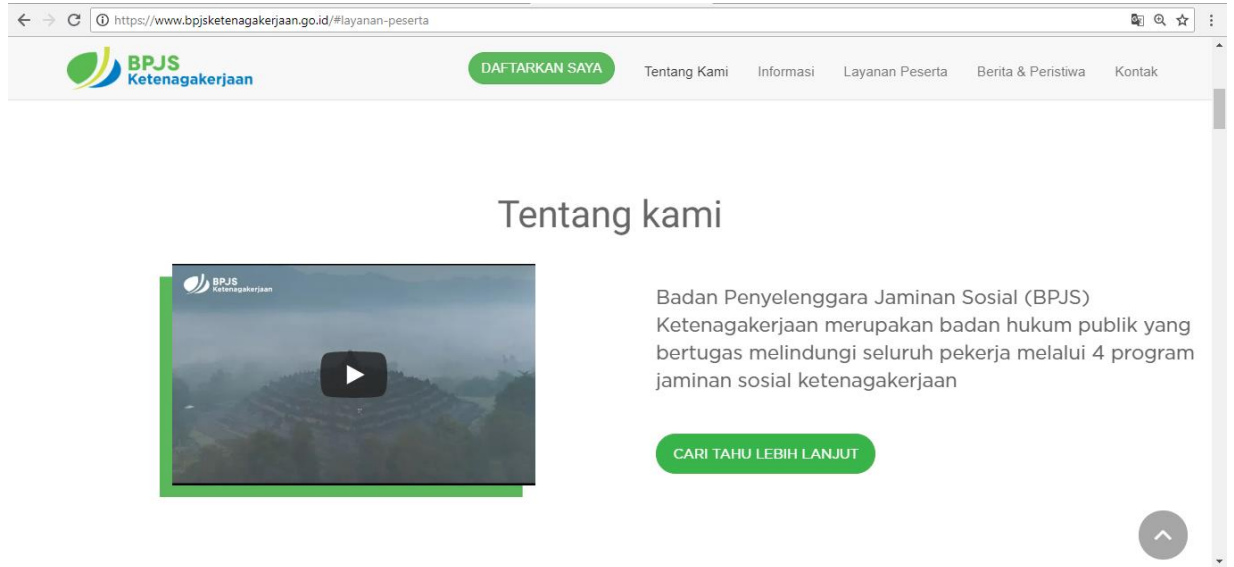 https://www.bpjsketenagakerjaan.go.id/#layanan-peserta
BPJS
Ketenagakerjaan
DAFTARKAN SAYA
Tentang Kami
Informasi
Layanan Peserta
Berita & Peristiwa
Kontak
Tentang kami
BPJS
Ketenagakerjaan
Badan Penyelenggara Jaminan Sosial (BPJS)
Ketenagakerjaan merupakan badan hukum publik yang
bertugas melindungi seluruh pekerja melalui 4 program
jaminan sosial ketenagakerjaan
CARI TAHU LEBIH LANJUT